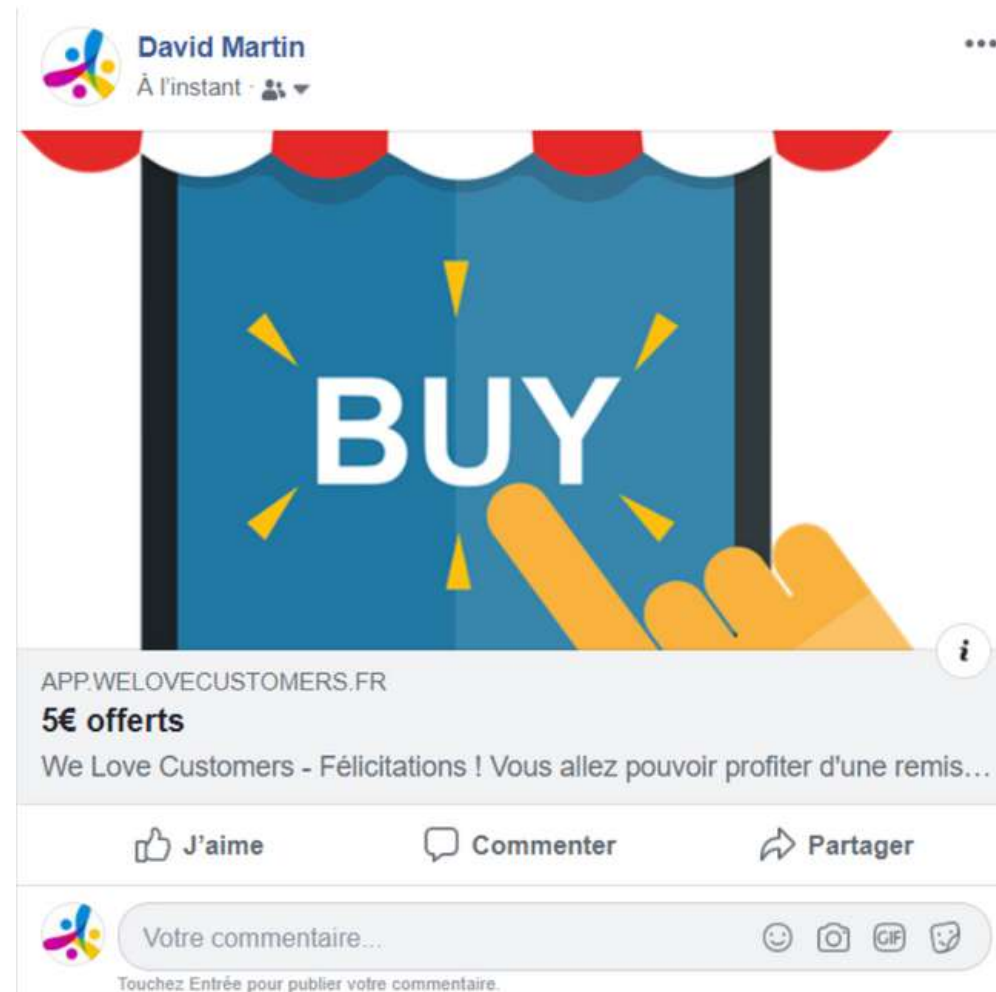 David Martin
À l'instant ·
BUY
i
APP.WELOVECUSTOMERS.FR
5€ offerts
We Love Customers - Félicitations ! Vous allez pouvoir profiter d'une remis...
J'aime
Commenter
Partager
Votre commentaire...
GIF
Touchez Entrée pour publier votre commentaire.